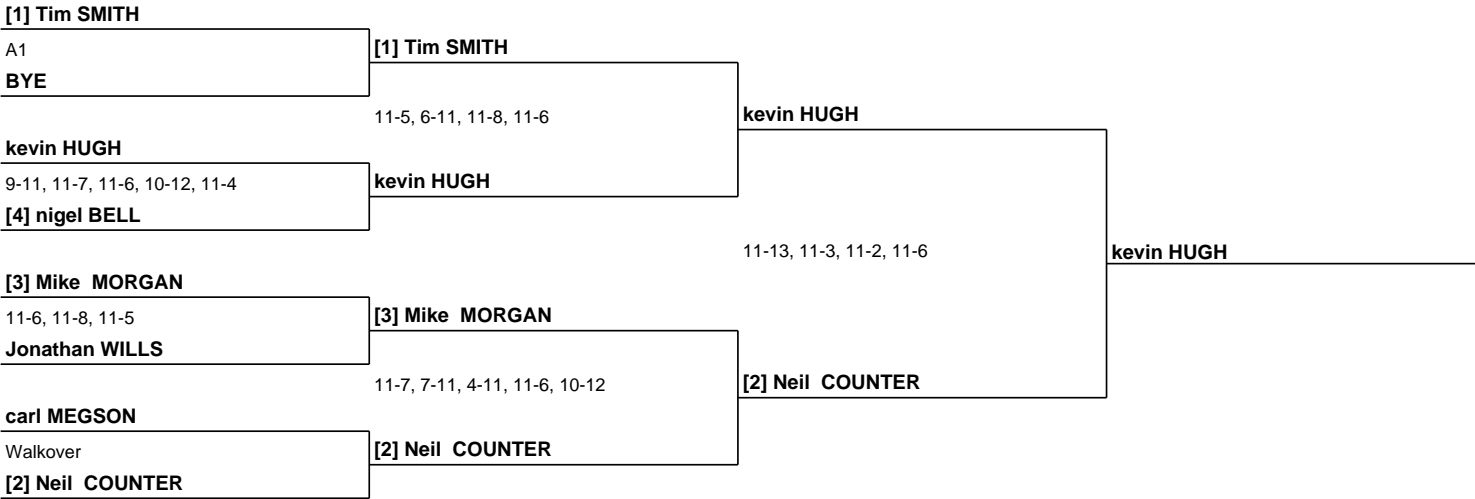 [1] Tim SMITH
A1
BYE
kevin HUGH
9-11, 11-7, 11-6, 10-12, 11-4
[4] nigel BELL
[3] Mike  MORGAN
11-6, 11-8, 11-5
Jonathan WILLS
carl MEGSON
Walkover
[2] Neil  COUNTER
[1] Tim SMITH
11-5, 6-11, 11-8, 11-6
kevin HUGH
[3] Mike  MORGAN
11-7, 7-11, 4-11, 11-6, 10-12
[2] Neil  COUNTER
kevin HUGH
11-13, 11-3, 11-2, 11-6
[2] Neil  COUNTER
kevin HUGH